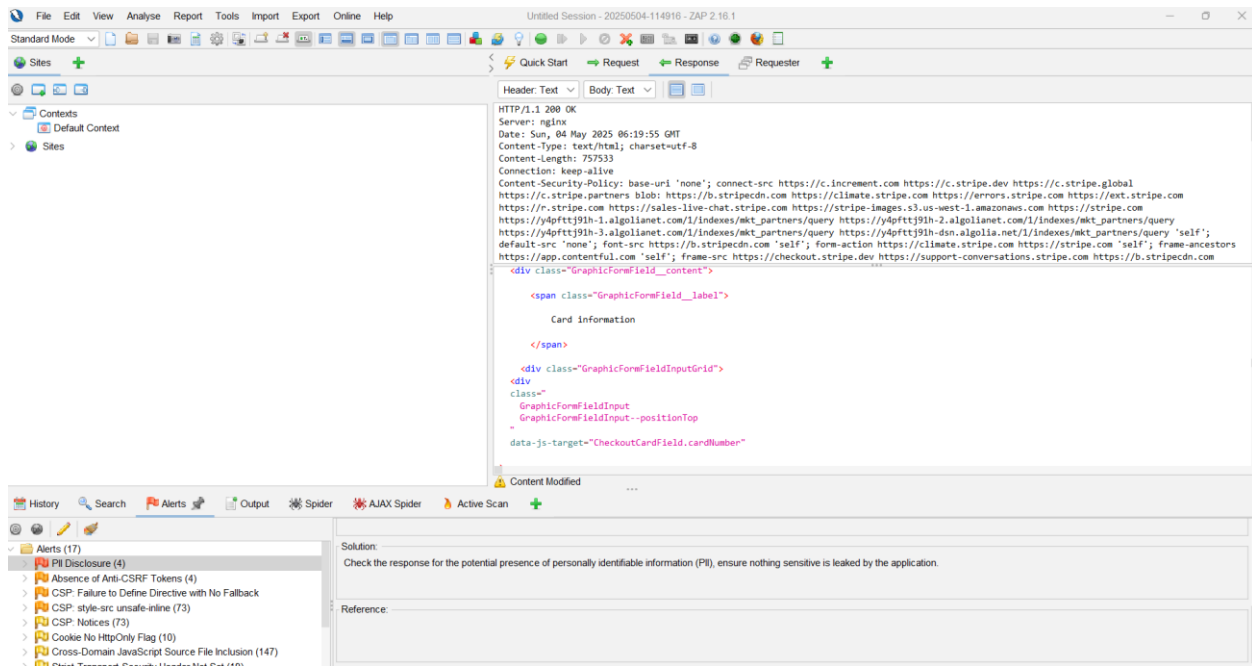 File Edit View Analyse Report Tools Import Export Online Help
Untitled Session - 20250504-114916 - ZAP 2.16.1
Standard Mode
Sites
Quick Start Request Response Requester
Header: Text Body: Text
Contexts
Default Context
Sites
HTTP/1.1 200 OK
Server: nginx
Date: Sun, 04 May 2025 06:19:55 GMT
Content-Type: text/html; charset=utf-8
Content-Length: 757533
Connection: keep-alive
Content-Security-Policy: base-uri 'none'; connect-src https://c.increment.com https://c.stripe.dev https://c.stripe.global
https://c.stripe.partners blob: https://b.stripecdn.com https://climate.stripe.com https://errors.stripe.com https://ext.stripe.com
https://r.stripe.com https://sales-live-chat.stripe.com https://stripe-images.s3.us-west-1.amazonaws.com https://stripe.com
https://y4pfttj91h-1.algolianet.com/1/indexes/mkt_partners/query https://y4pfttj91h-2.algolianet.com/1/indexes/mkt_partners/query
https://y4pfttj91h-3.algolianet.com/1/indexes/mkt_partners/query https://y4pfttj91h-dsn.algolia.net/1/indexes/mkt_partners/query 'self';
default-src 'none'; font-src https://b.stripecdn.com 'self'; form-action https://climate.stripe.com https://stripe.com 'self'; frame-ancestors
https://app.contentful.com 'self'; frame-src https://checkout.stripe.dev https://support-conversations.stripe.com https://b.stripecdn.com
<div class="GraphicFormField__content">
<span class="GraphicFormField__label">
Card information
</span>
<div class="GraphicFormFieldInputGrid">
<div
class="
GraphicFormFieldInput
GraphicFormFieldInput--positionTop
"
data-js-target="CheckoutCardField.cardNumber"
Content Modified
History Search Alerts Output Spider AJAX Spider Active Scan
Alerts (17)
PII Disclosure (4)
Absence of Anti-CSRF Tokens (4)
CSP: Failure to Define Directive with No Fallback
CSP: style-src unsafe-inline (73)
CSP: Notices (73)
Cookie No HttpOnly Flag (10)
Cross-Domain JavaScript Source File Inclusion (147)
Strict-Transport-Security Header Not Set
Solution:
Check the response for the potential presence of personally identifiable information (PII), ensure nothing sensitive is leaked by the application.
Reference: